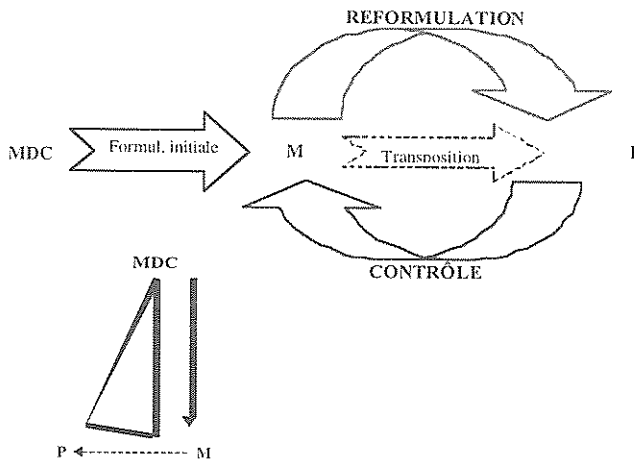 REFORMULATION
MDC
Formul. initiale
M
Transposition
CONTRÔLE
MDC
P
M